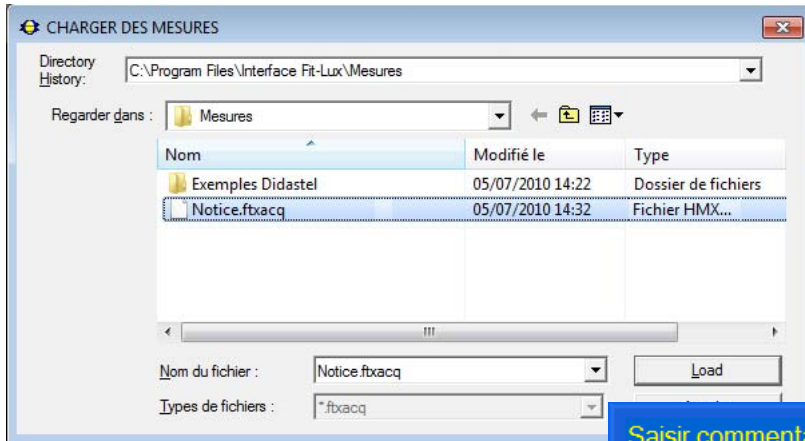 CHARGER DES MESURES
Directory History: C:\Program Files\Interface Fit-Lux\Mesures
Regarder dans : Mesures
Nom Modifié le Type
Exemples Didastel 05/07/2010 14:22 Dossier de fichiers
Notice.ftxacq 05/07/2010 14:32 Fichier HMX...
Nom du fichier : Notice.ftxacq Load
Types de fichiers : *.ftxacq
Saisir comment